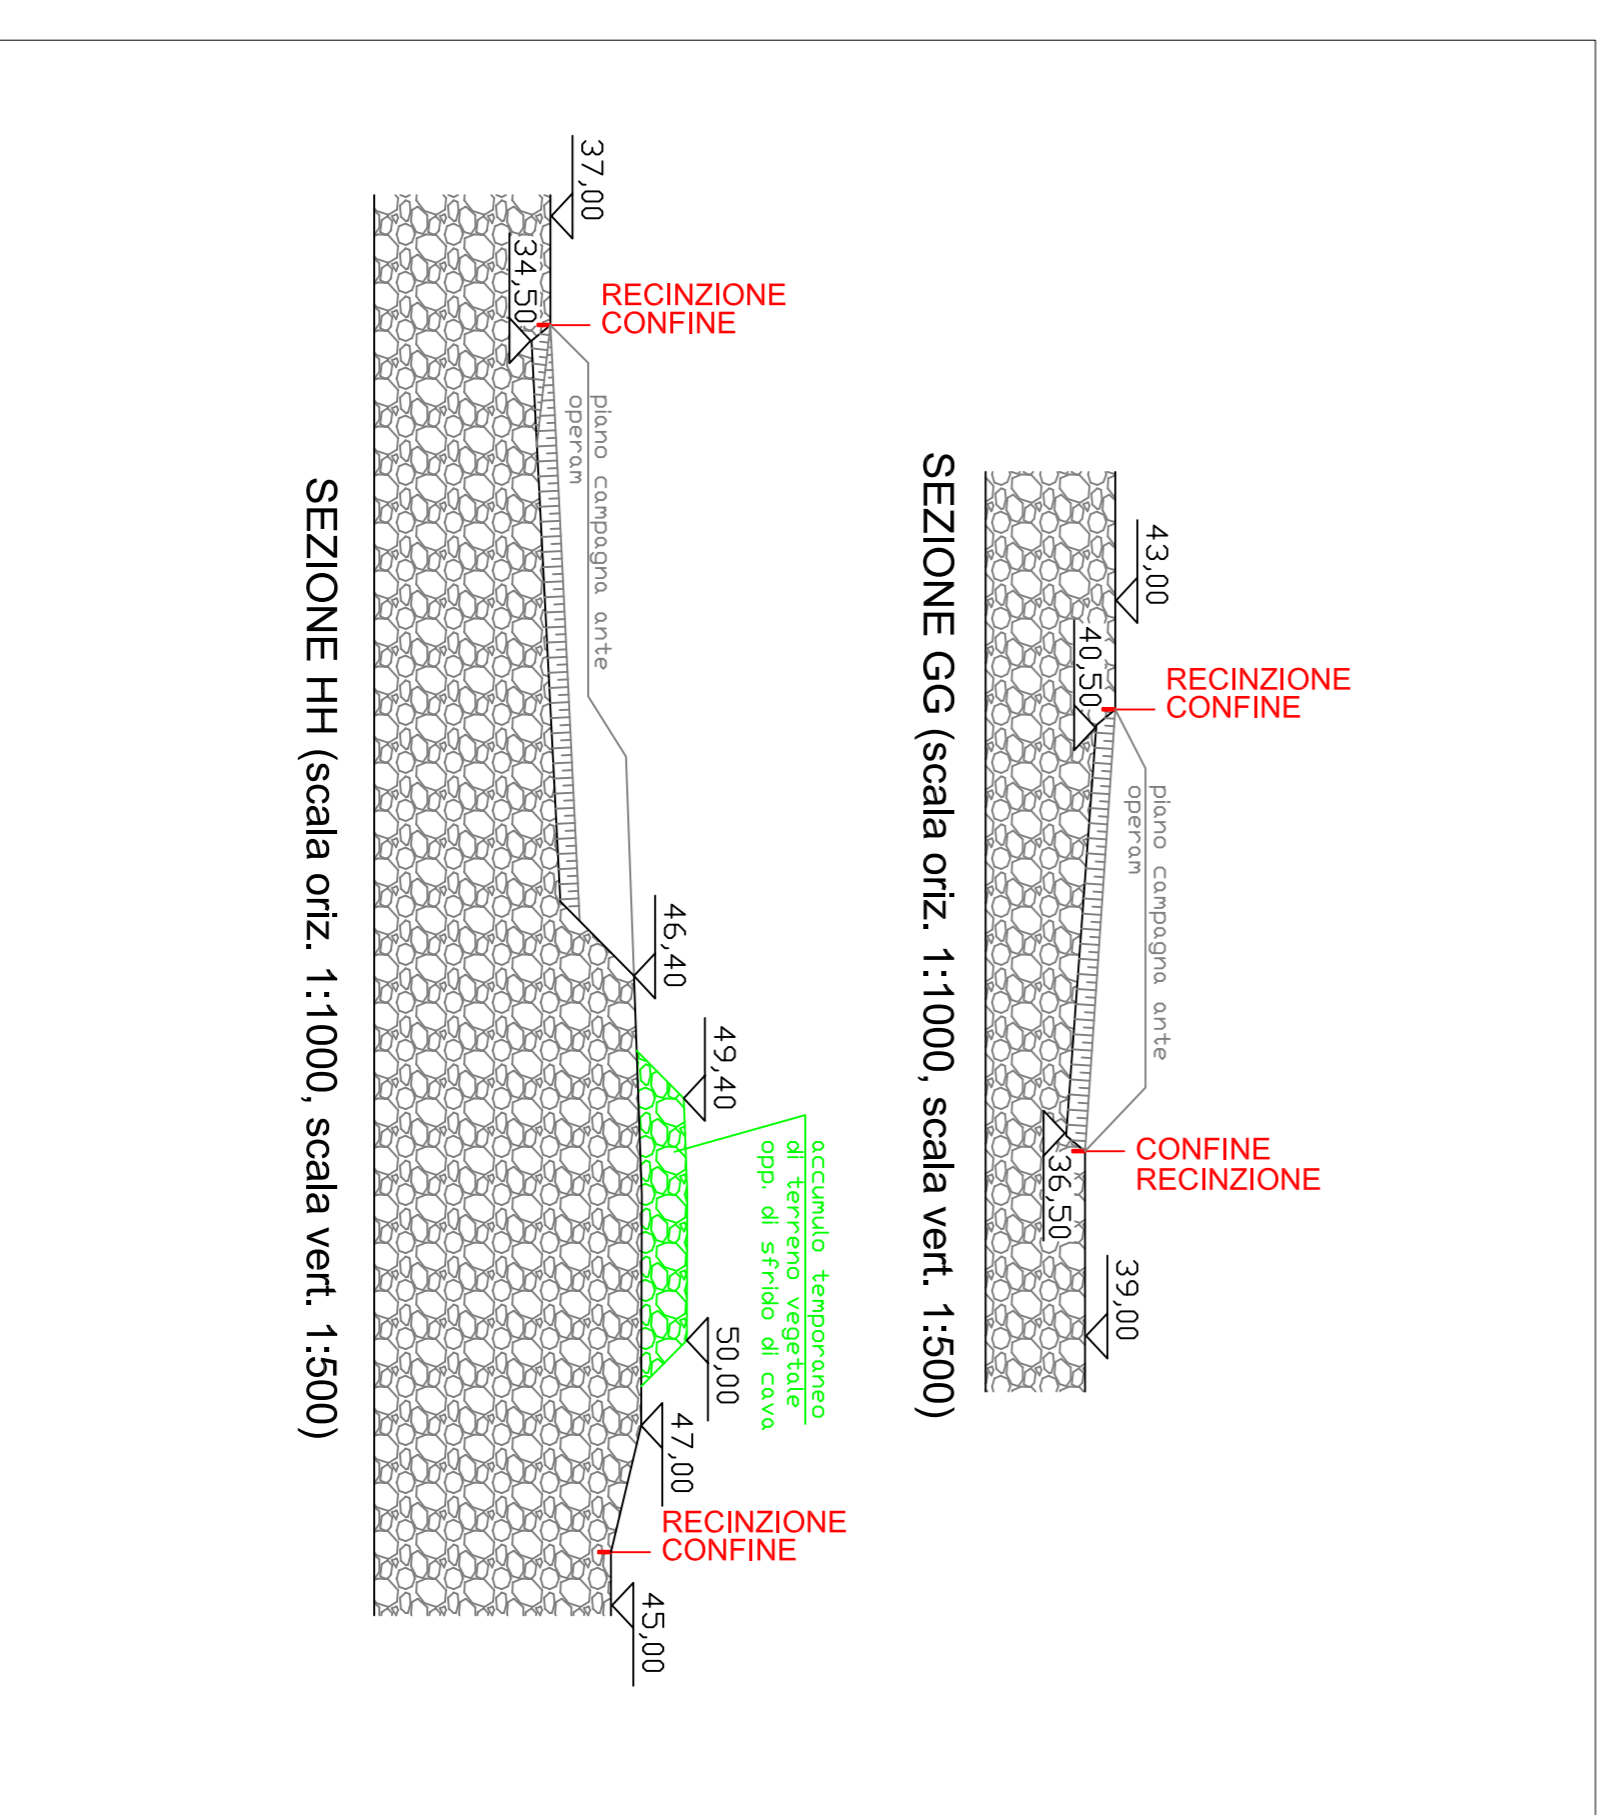 43,00
RECINZIONE
CONFINE
40,50
piano campagna ante
operam
CONFINE
RECINZIONE
36,50
39,00
SEZIONE GG (scala oriz. 1:1000, scala vert. 1:500)
37,00
RECINZIONE
CONFINE
34,50
piano campagna ante
operam
46,40
49,40
accumulo temporaneo
di terreno vegetale
opp. di sfrido di cava
50,00
47,00
RECINZIONE
CONFINE
45,00
SEZIONE HH (scala oriz. 1:1000, scala vert. 1:500)